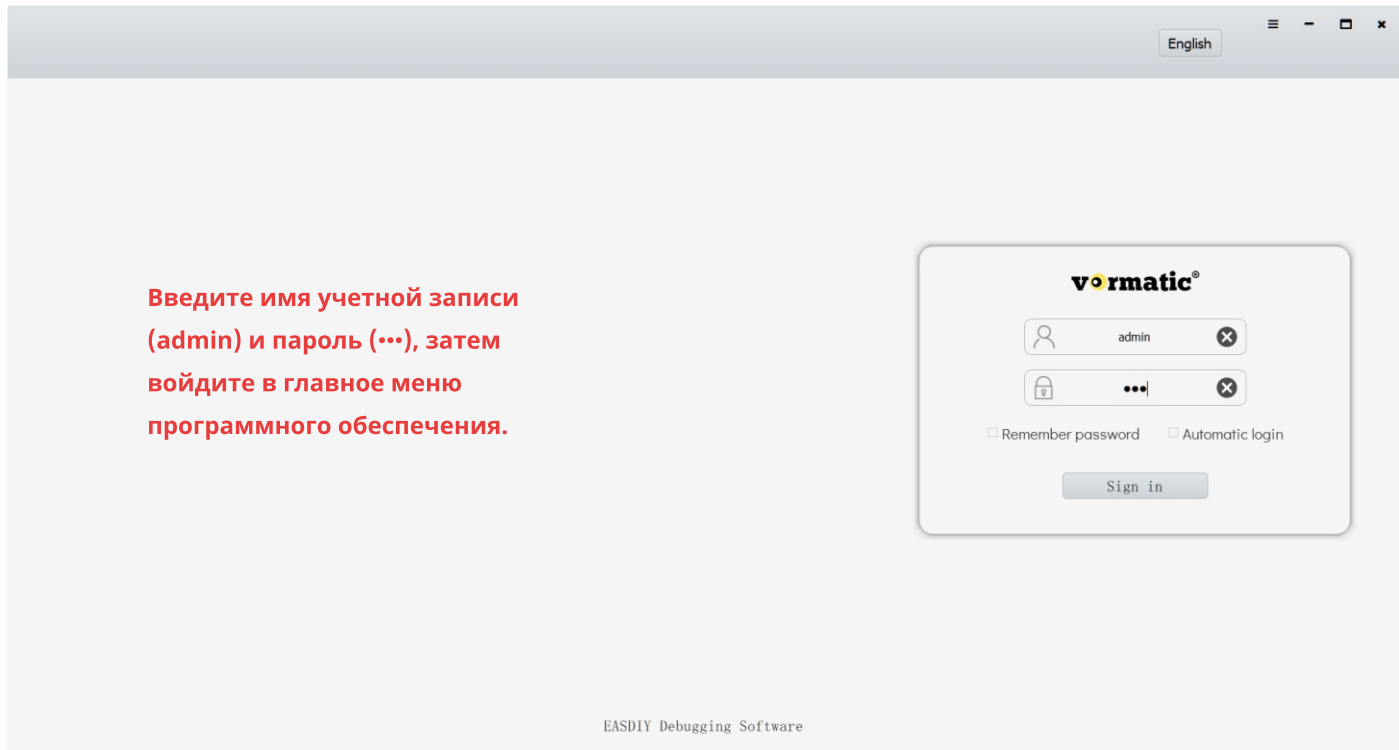 English
Введите имя учетной записи
(admin) и пароль (•••), затем
войдите в главное меню
программного обеспечения.
vormatic®
admin
•••
Remember password Automatic login
Sign in
EASDIY Debugging Software